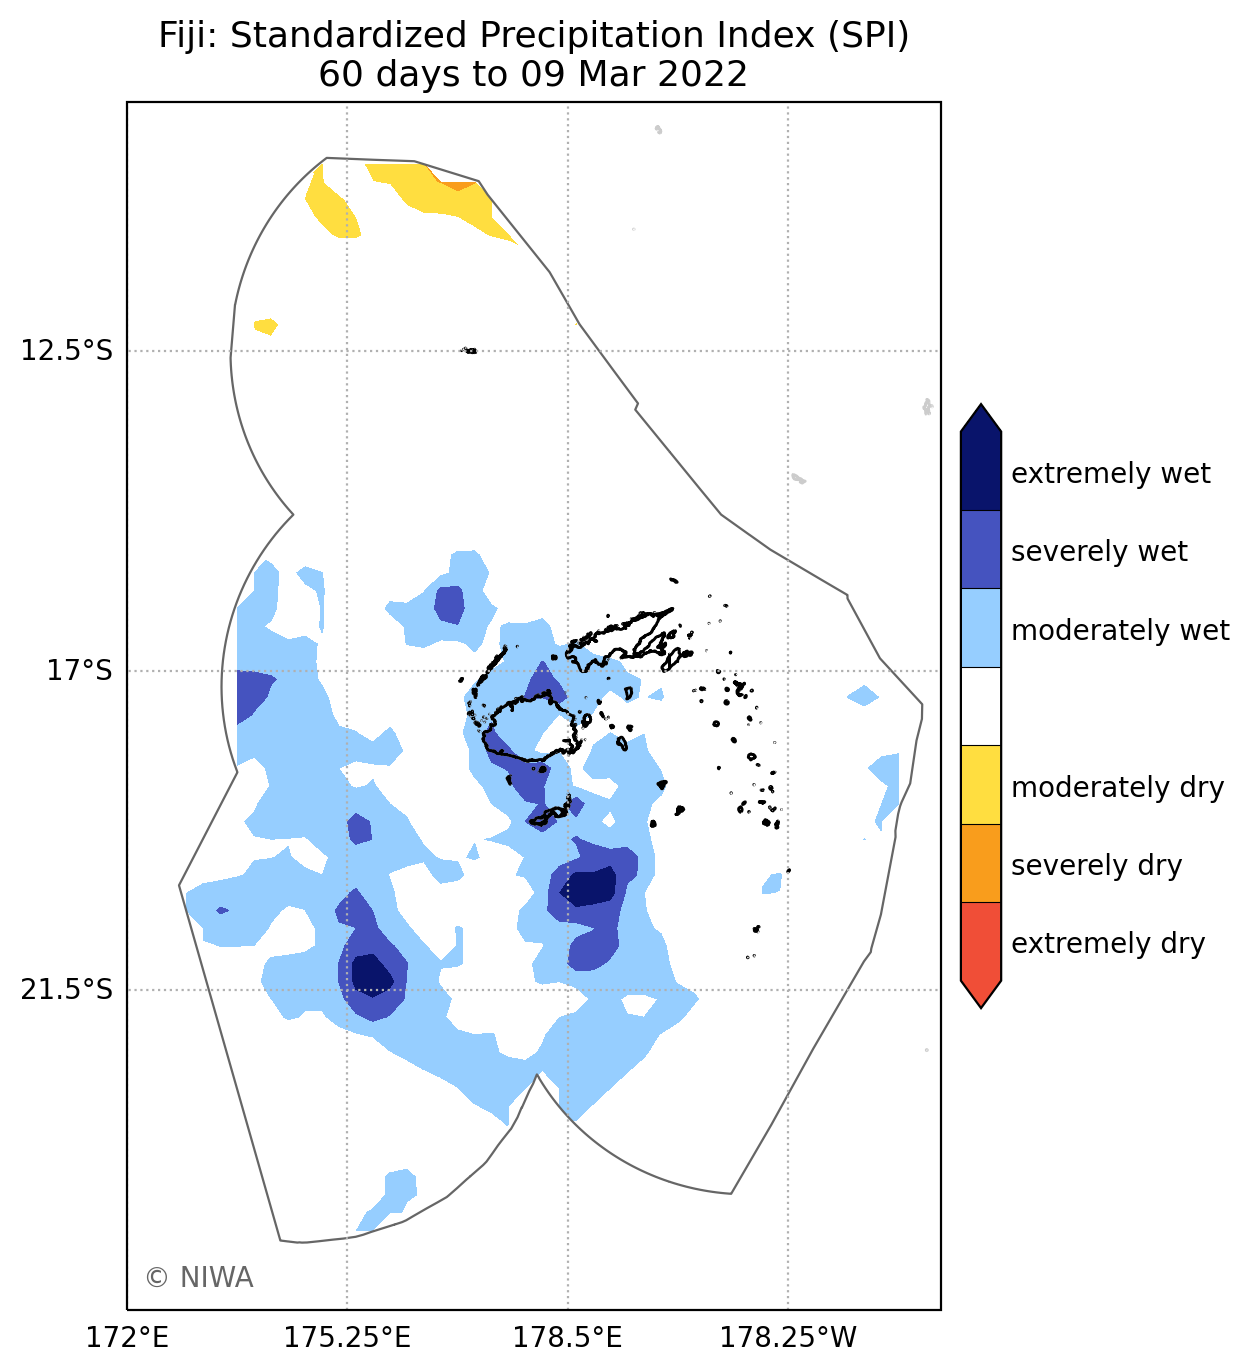 Fiji: Standardized Precipitation Index (SPI)
60 days to 09 Mar 2022
12.5°S
17°S
21.5°S
extremely wet
severely wet
moderately wet
moderately dry
severely dry
extremely dry
© NIWA
172°E
175.25°E
178.5°E
178.25°W